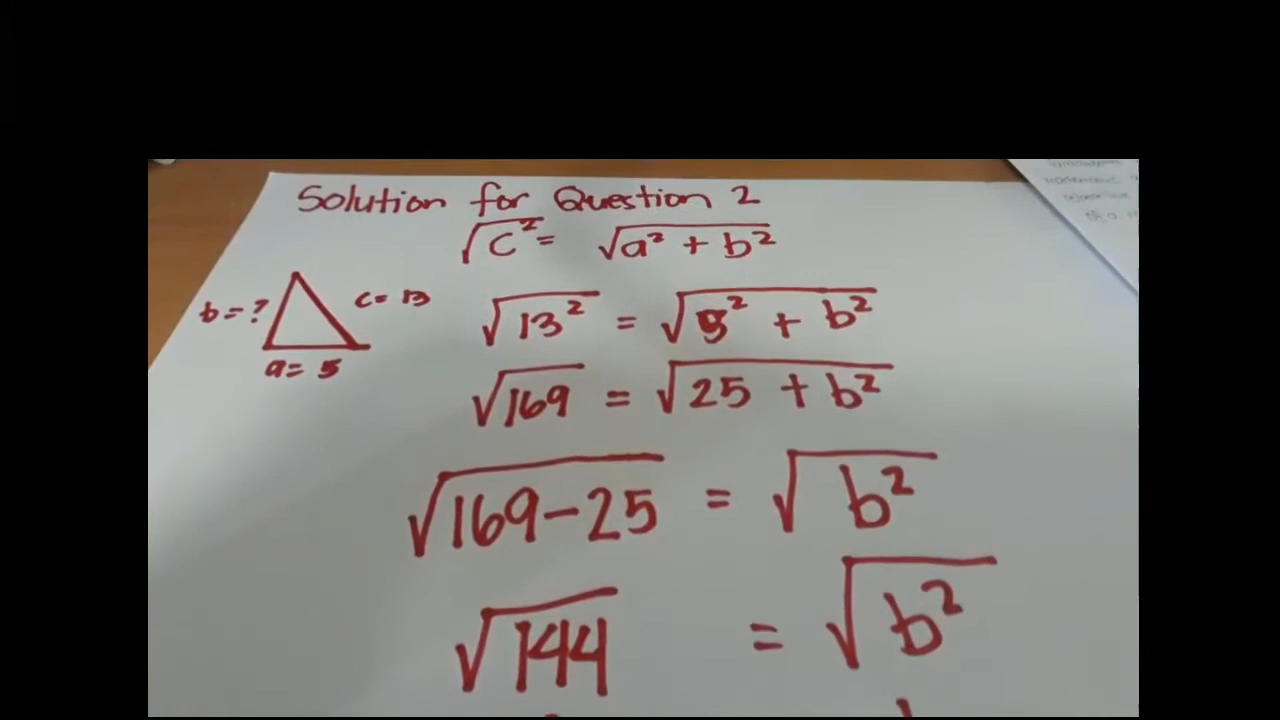 Solution for Question 2
√c² = √a² + b²
b = ?
c = 13
a = 5
√13² = √5² + b²
√169 = √25 + b²
√169-25 = √b²
√144 = √b²